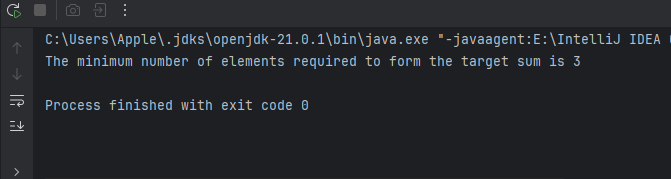 C:\Users\Apple\.jdks\openjdk-21.0.1\bin\java.exe "-javaagent:E:\IntelliJ IDEA
The minimum number of elements required to form the target sum is 3
Process finished with exit code 0